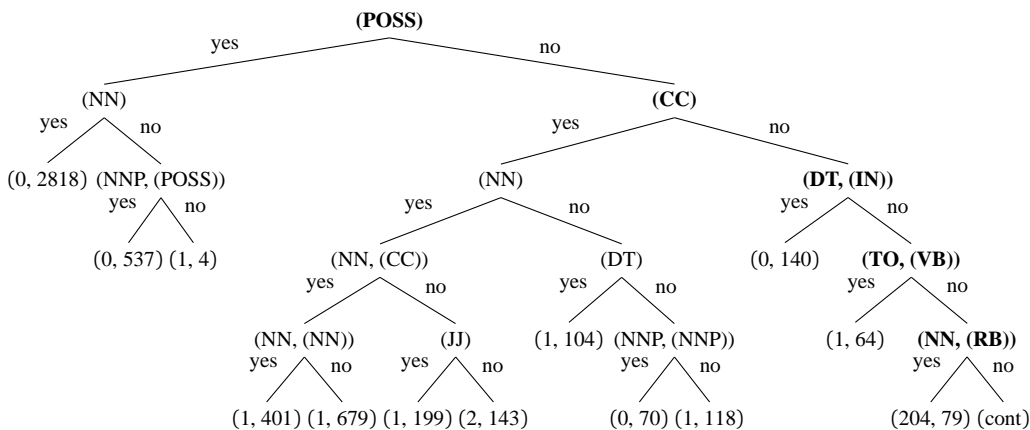 (POSS)
yes no
(NN) (CC)
yes no yes no
(0, 2818) (NNP, (POSS)) (NN) (DT, (IN))
yes no yes no yes no
(0, 537) (1, 4) (NN, (CC)) (DT) (0, 140) (TO, (VB))
yes no yes no yes no
(NN, (NN)) (JJ) (1, 104) (NNP, (NNP)) (1, 64) (NN, (RB))
yes no yes no yes no yes no
(1, 401) (1, 679) (1, 199) (2, 143) (0, 70) (1, 118) (204, 79) (cont)